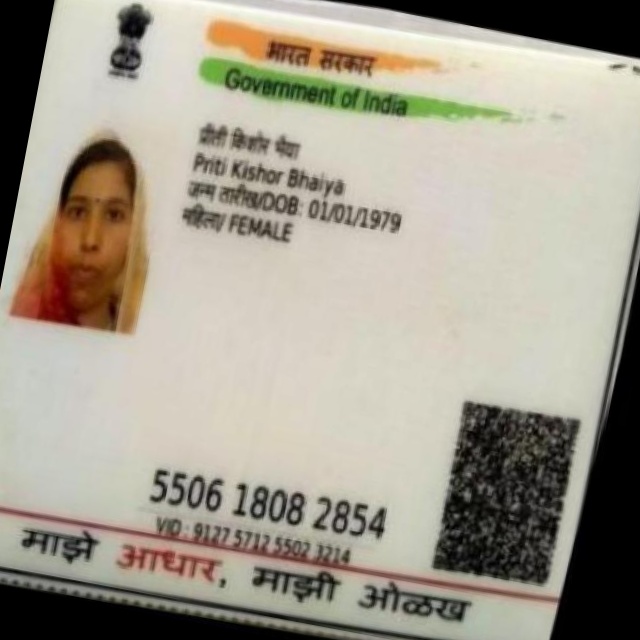 भारत सरकार
Government of India
प्रीती किशोर भैया
Priti Kishor Bhaiya
जन्म तारीख/DOB: 01/01/1979
महिला/ FEMALE
5506 1808 2854
VID : 9127 5712 5502 3214
माझे आधार, माझी ओळख